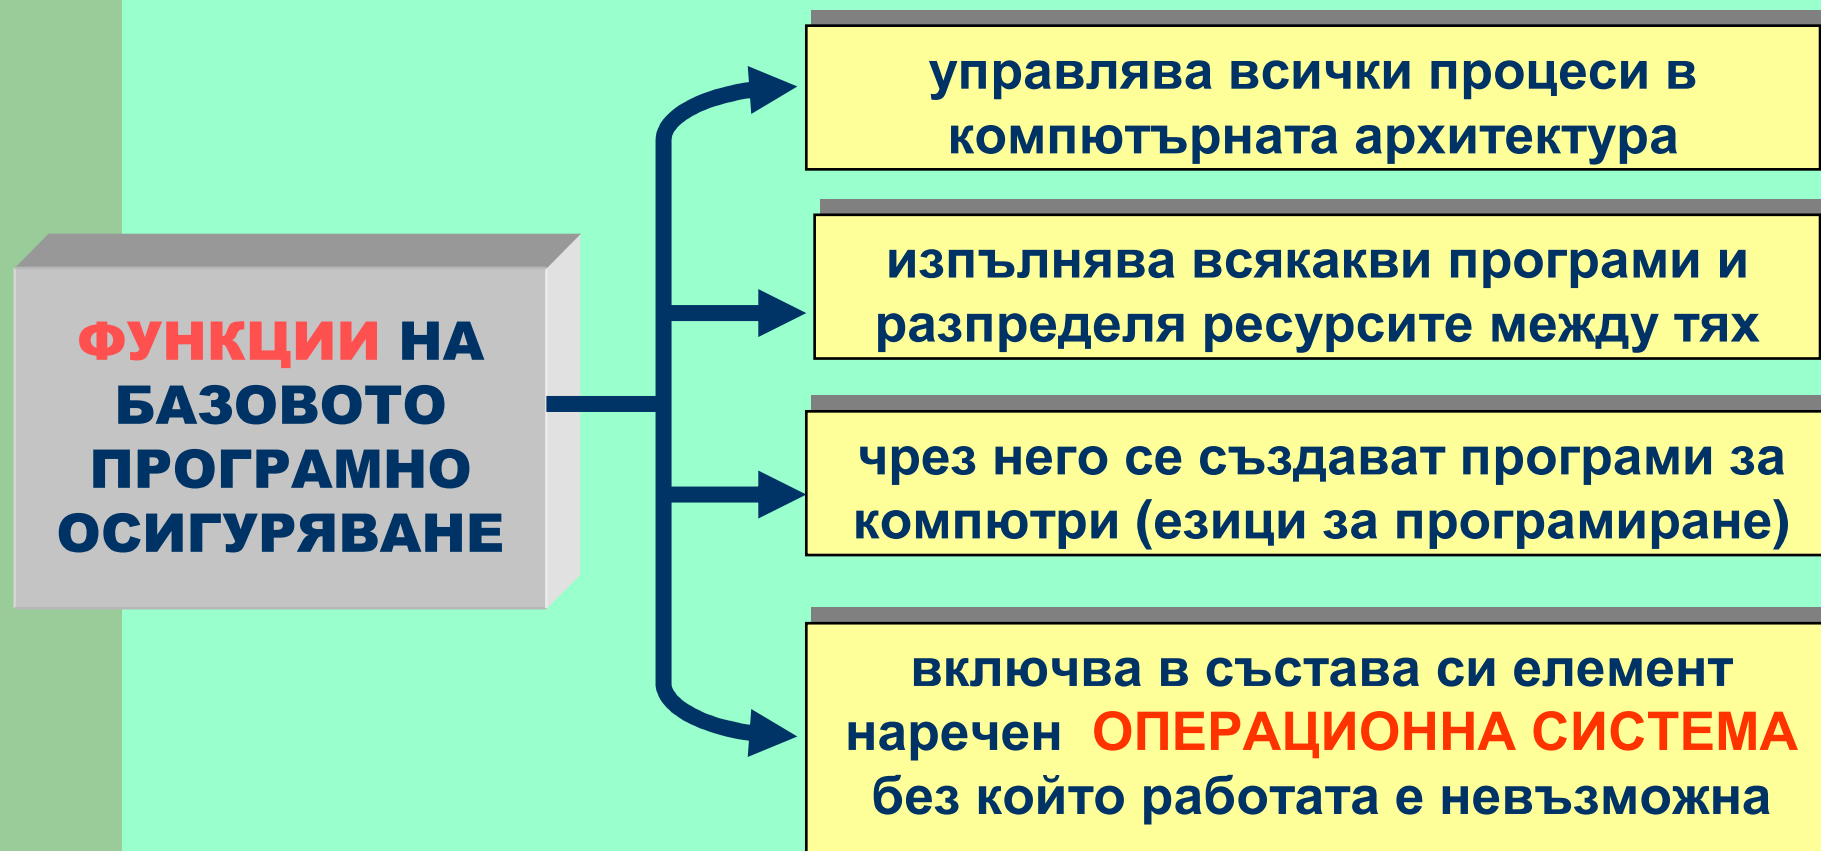 ФУНКЦИИ НА
БАЗОВОТО
ПРОГРАМНО
ОСИГУРЯВАНЕ
управлява всички процеси в
компютърната архитектура
изпълнява всякакви програми и
разпределя ресурсите между тях
чрез него се създават програми за
компютри (езици за програмиране)
включва в състава си елемент
наречен ОПЕРАЦИОННА СИСТЕМА
без който работата е невъзможна